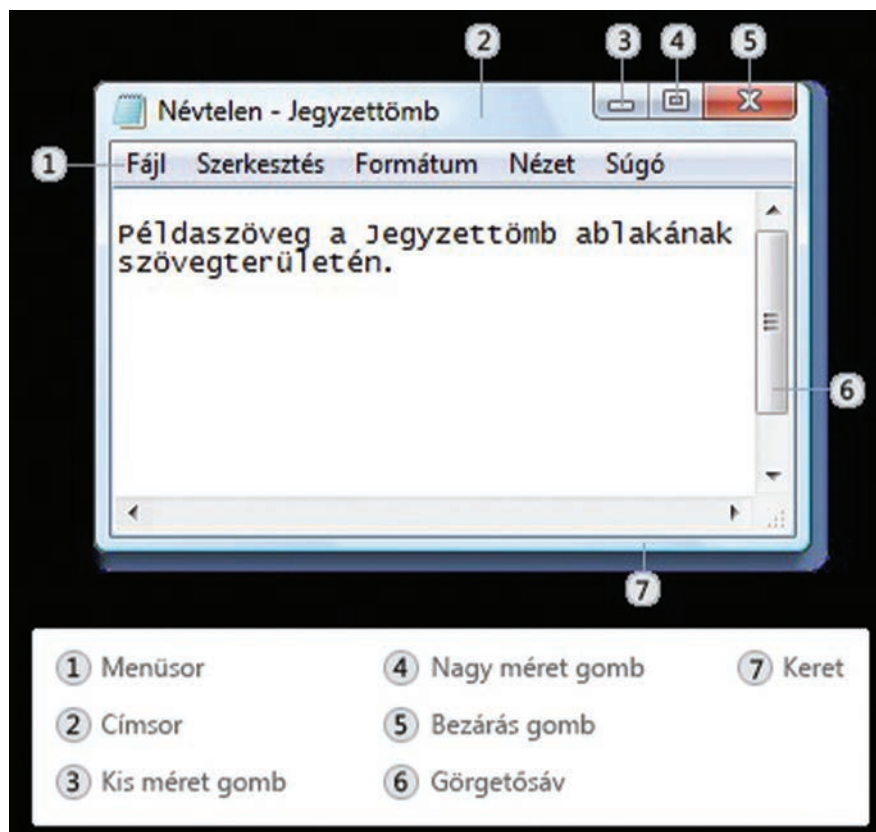 2 3 4 5
Névtelen - Jegyzettömb
1 Fájl Szerkesztés Formátum Nézet Súgó
Példaszöveg a Jegyzettömb ablakának
szövegterületén.
6
7
1 Menüsor 4 Nagy méret gomb 7 Keret
2 Címsor 5 Bezárás gomb
3 Kis méret gomb 6 Görgetősáv